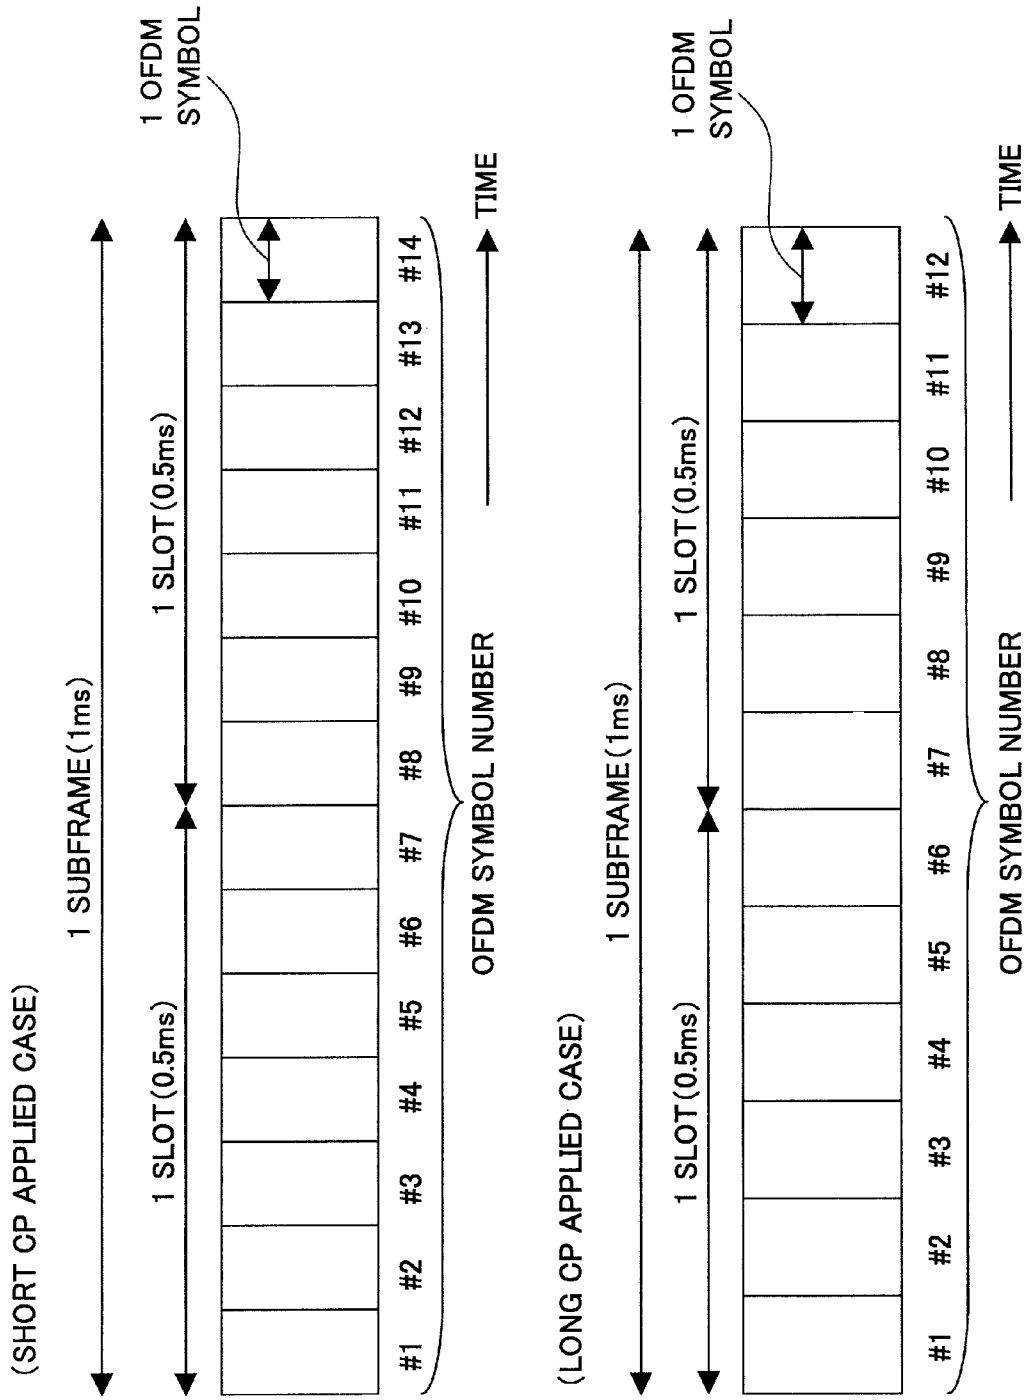 (SHORT CP APPLIED CASE)
1 SUBFRAME(1ms)
1 SLOT(0.5ms)
1 SLOT(0.5ms)
1 OFDM
SYMBOL
#1 #2 #3 #4 #5 #6 #7 #8 #9 #10 #11 #12 #13 #14
OFDM SYMBOL NUMBER
TIME
(LONG CP APPLIED CASE)
1 SUBFRAME(1ms)
1 SLOT(0.5ms)
1 SLOT(0.5ms)
1 OFDM
SYMBOL
#1 #2 #3 #4 #5 #6 #7 #8 #9 #10 #11 #12
OFDM SYMBOL NUMBER
TIME